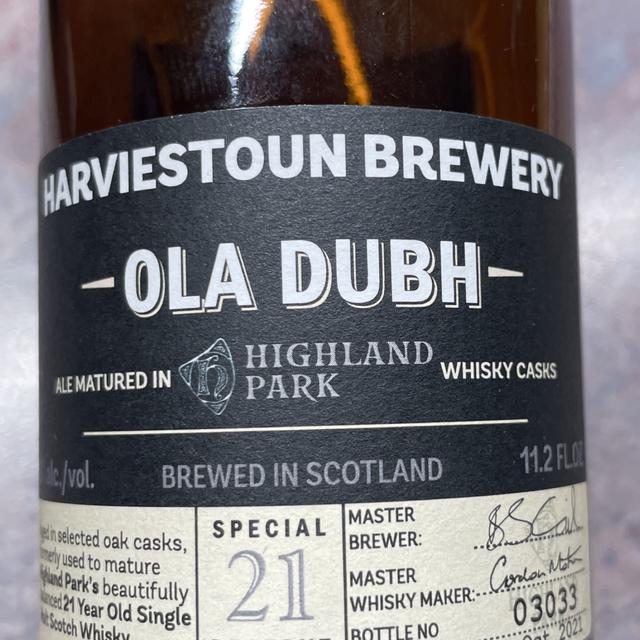 HARVIESTOUN BREWERY
OLA DUBH
ALE MATURED IN HIGHLAND PARK WHISKY CASKS
alc./vol. BREWED IN SCOTLAND 11.2 FL.OZ
in selected oak casks,
used to mature
Highland Park's beautifully
21 Year Old Single
Scotch Whisky
SPECIAL
21
MASTER
BREWER:
MASTER
WHISKY MAKER:
03033
BOTTLE NO
2021